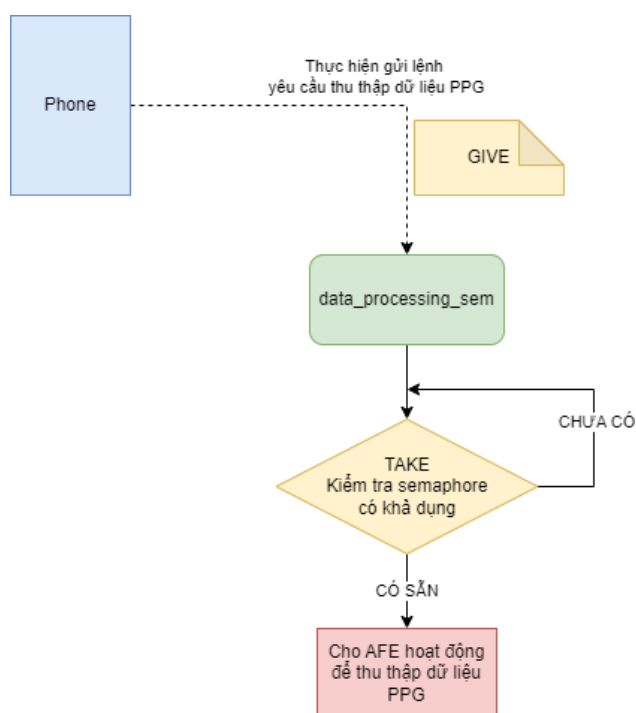 Thực hiện gửi lệnh
yêu cầu thu thập dữ liệu PPG
Phone
GIVE
data_processing_sem
CHƯA CÓ
TAKE
Kiểm tra semaphore
có khả dụng
CÓ SẴN
Cho AFE hoạt động
để thu thập dữ liệu
PPG